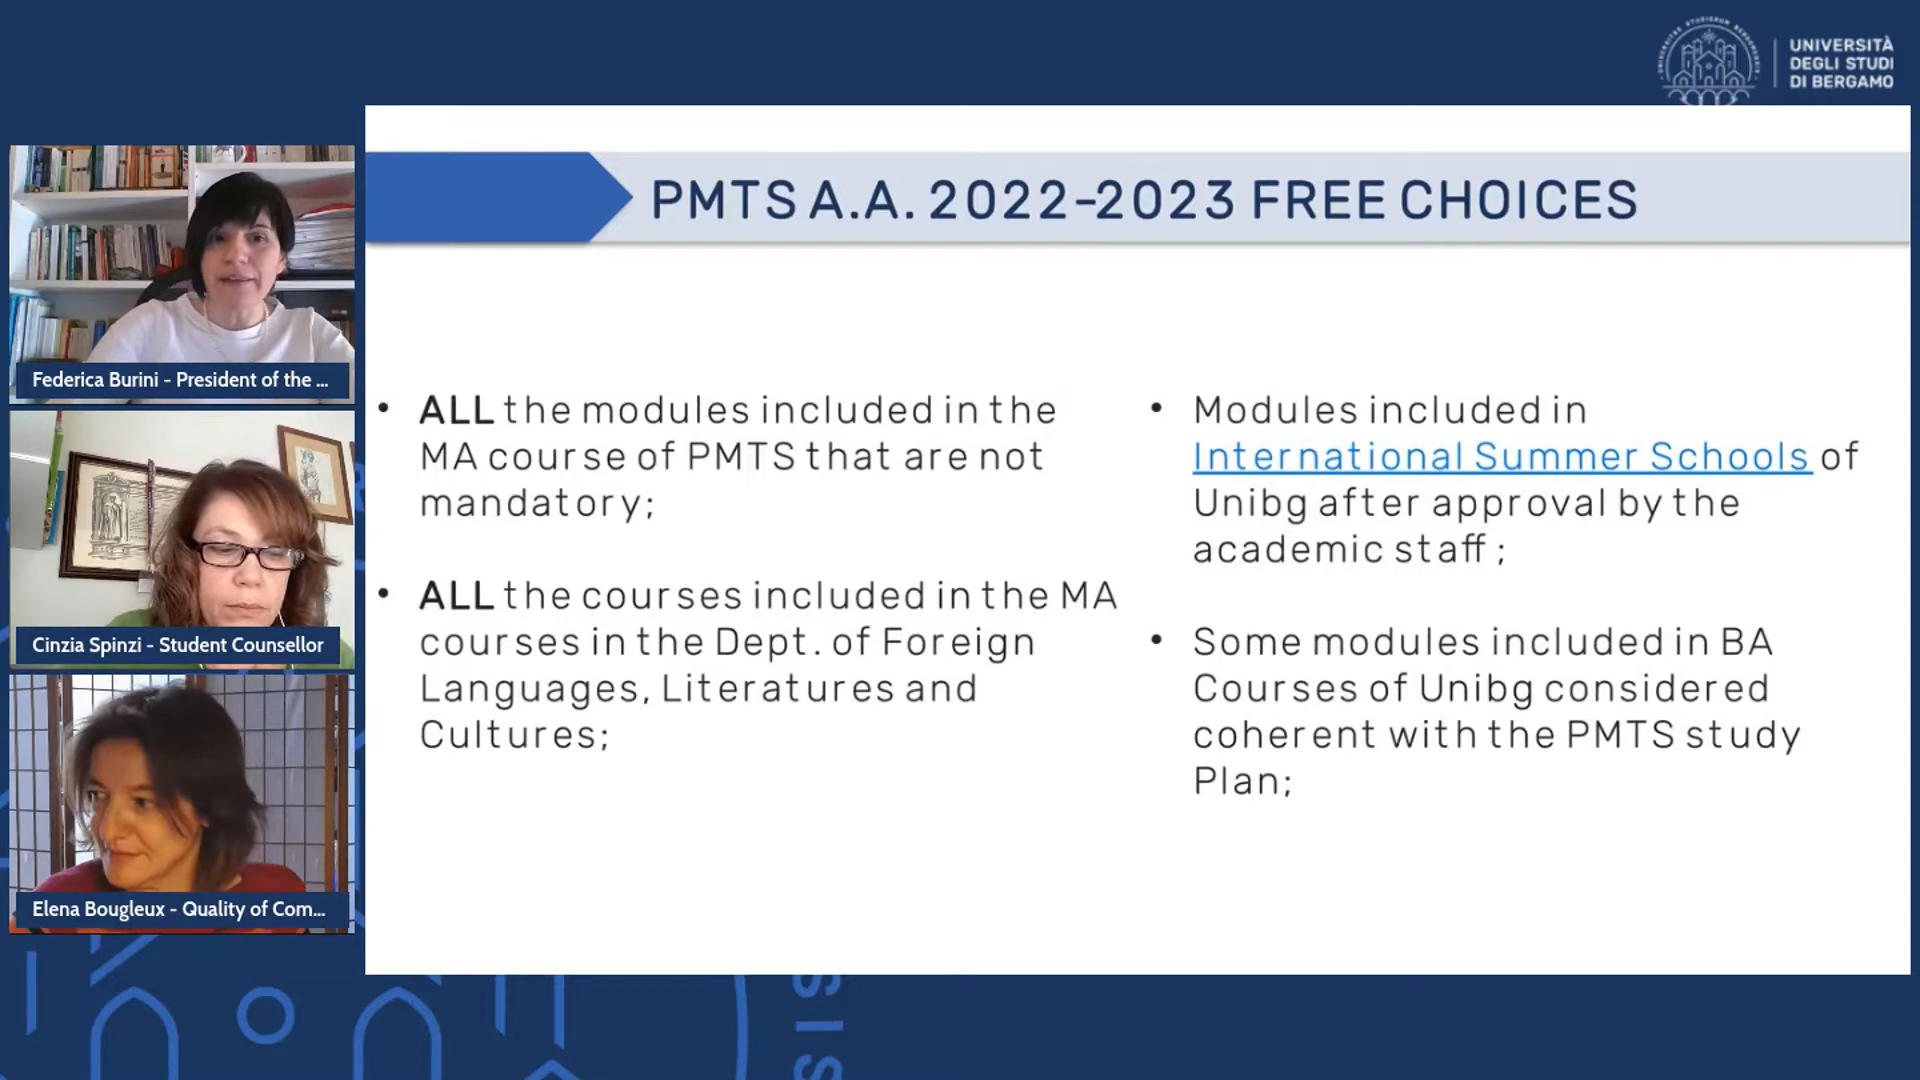 UNIVERSITÀ
DEGLI STUDI
DI BERGAMO
PMTS A.A. 2022-2023 FREE CHOICES
• ALL the modules included in the
MA course of PMTS that are not
mandatory;
• ALL the courses included in the MA
courses in the Dept. of Foreign
Languages, Literatures and
Cultures;
• Modules included in
International Summer Schools of
Unibg after approval by the
academic staff ;
• Some modules included in BA
Courses of Unibg considered
coherent with the PMTS study
Plan;
Federica Burini - President of the ...
Cinzia Spinzi - Student Counsellor
Elena Bougleux - Quality of Com...
SIS